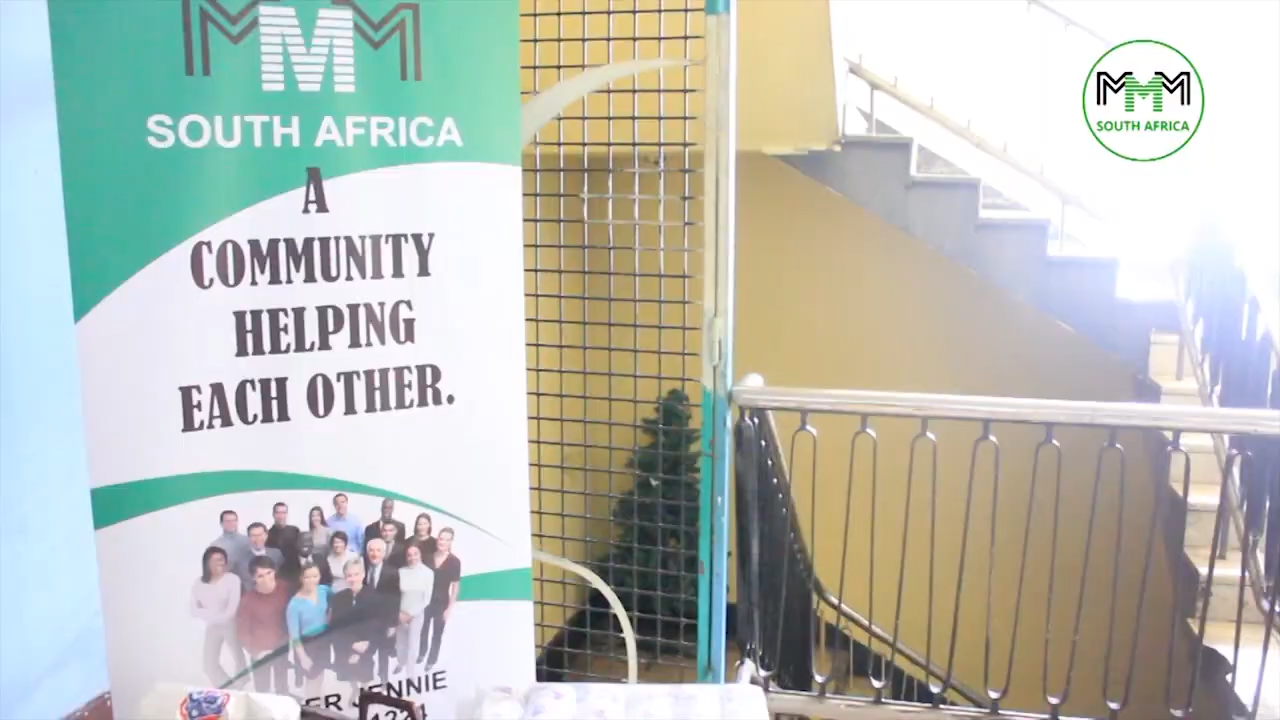 MMM
SOUTH AFRICA
A
COMMUNITY
HELPING
EACH OTHER.
JENNIE
MMM
SOUTH AFRICA